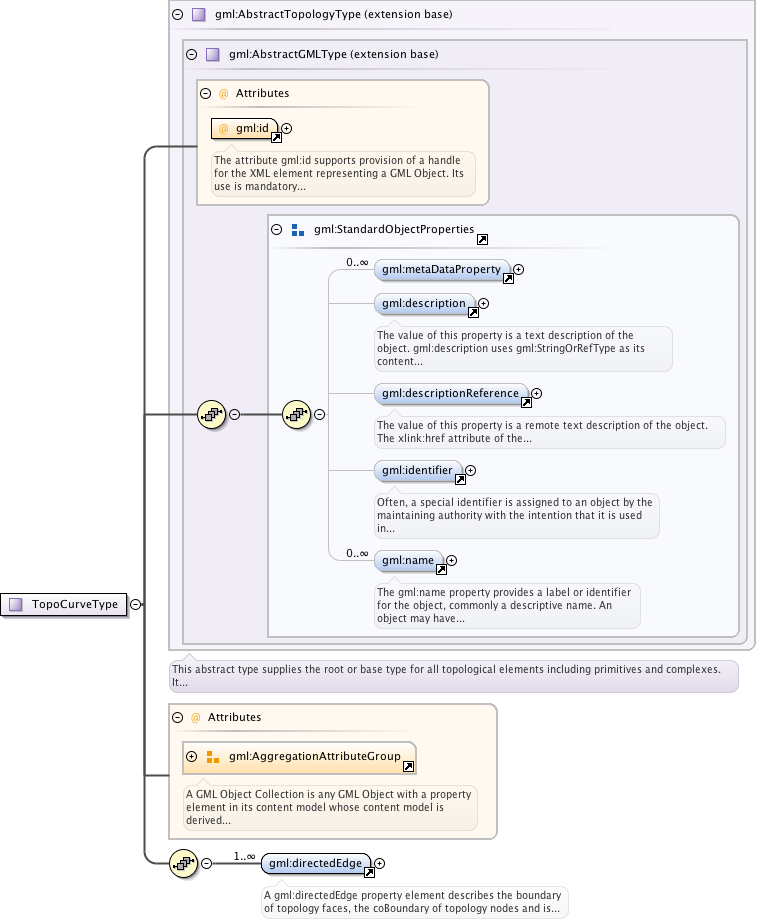 gml:AbstractTopologyType (extension base)
gml:AbstractGMLType (extension base)
@ Attributes
@ gml:id
The attribute gml:id supports provision of a handle
for the XML element representing a GML Object. Its
use is mandatory...
gml:StandardObjectProperties
0..∞
gml:metaDataProperty
gml:description
The value of this property is a text description of the
object. gml:description uses gml:StringOrRefType as its
content...
gml:descriptionReference
The value of this property is a remote text description of the object.
The xlink:href attribute of the...
gml:identifier
Often, a special identifier is assigned to an object by the
maintaining authority with the intention that it is used
in...
0..∞
gml:name
The gml:name property provides a label or identifier
for the object, commonly a descriptive name. An
object may have...
TopoCurveType
This abstract type supplies the root or base type for all topological elements including primitives and complexes.
It...
@ Attributes
gml:AggregationAttributeGroup
A GML Object Collection is any GML Object with a property
element in its content model whose content model is
derived...
1..∞
gml:directedEdge
A gml:directedEdge property element describes the boundary
of topology faces, the coBoundary of topology nodes and is...